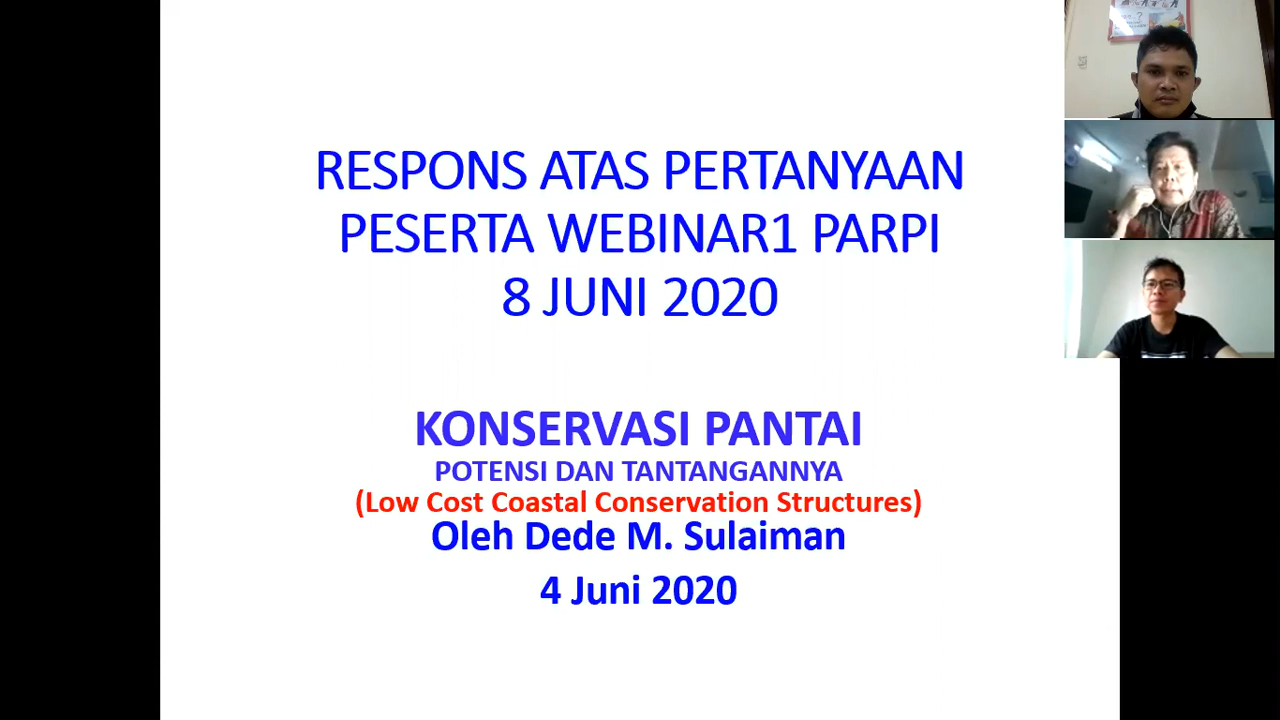 RESPONS ATAS PERTANYAAN
PESERTA WEBINAR1 PARPI
8 JUNI 2020
KONSERVASI PANTAI
POTENSI DAN TANTANGANNYA
(Low Cost Coastal Conservation Structures)
Oleh Dede M. Sulaiman
4 Juni 2020